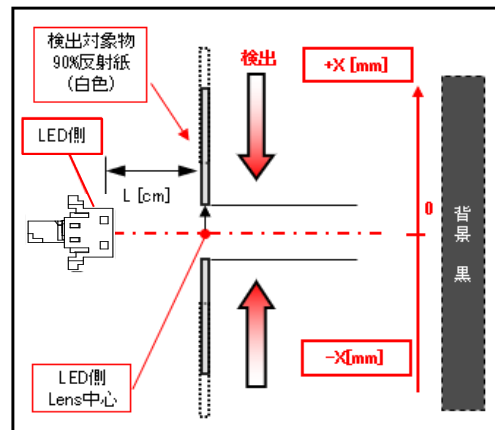 検出対象物
90%反射紙
(白色)
検出
+X [mm]
LED側
L [cm]
0
背景 黒
−X[mm]
LED側
Lens中心